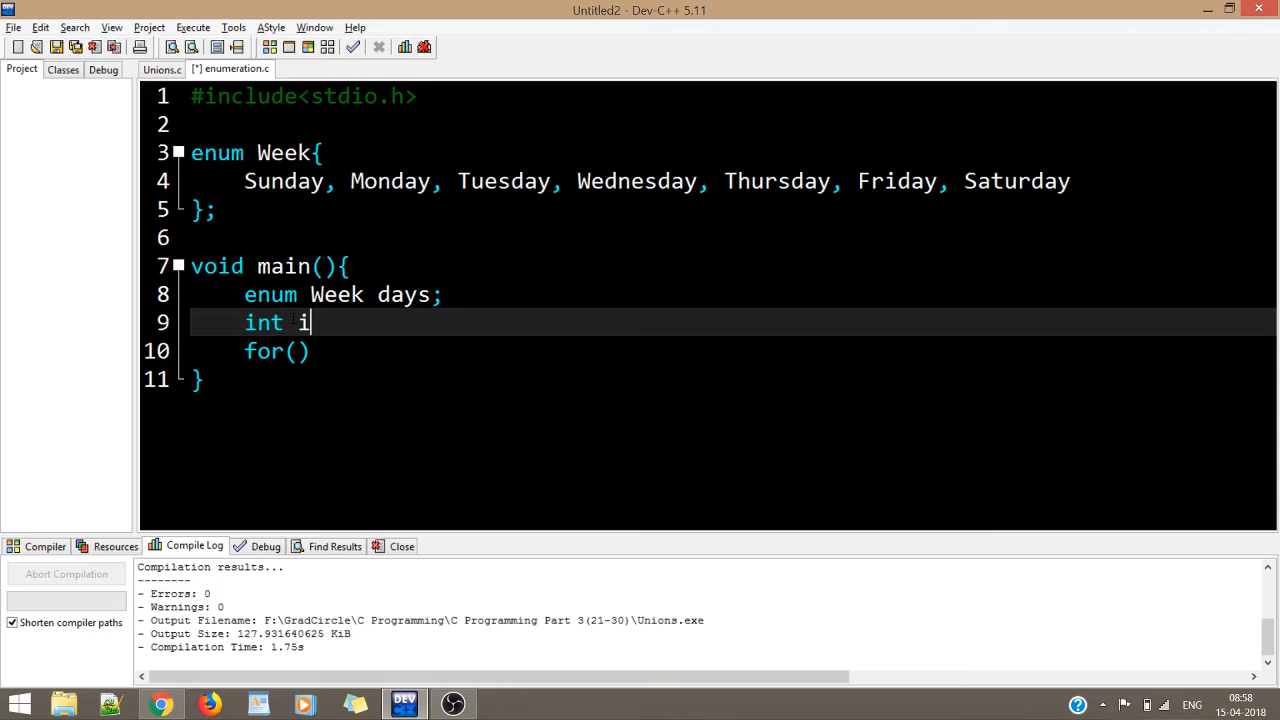 Untitled2 - Dev-C++ 5.11
File Edit Search View Project Execute Tools AStyle Window Help
Project Classes Debug Unions.c [*] enumeration.c
1 #include<stdio.h>
2
3 enum Week{
4 Sunday, Monday, Tuesday, Wednesday, Thursday, Friday, Saturday
5 };
6
7 void main(){
8 enum Week days;
9 int i
10 for()
11 }
Compiler Resources Compile Log Debug Find Results Close
Abort Compilation
Shorten compiler paths
Compilation results...
--------
- Errors: 0
- Warnings: 0
- Output Filename: F:\GradCircle\C Programming\C Programming Part 3(21-30)\Unions.exe
- Output Size: 127.931640625 KiB
- Compilation Time: 1.75s
DEV C++ ENG 08:58
15-04-2018